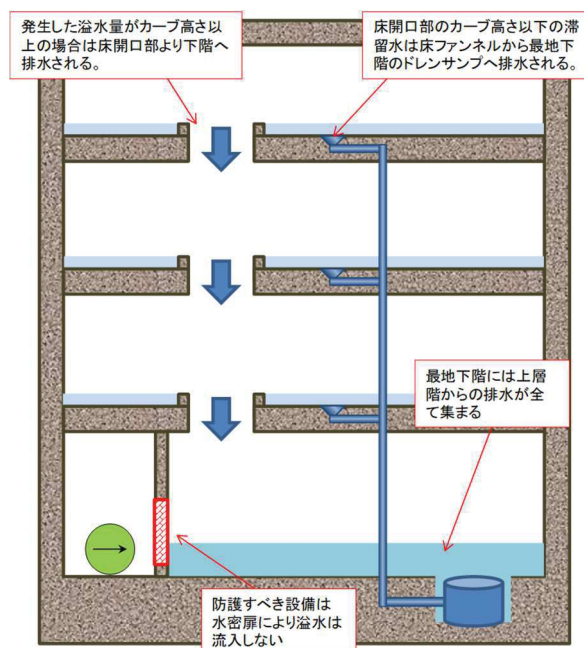 発生した溢水量がカーブ高さ以
上の場合は床開口部より下階へ
排水される。
床開口部のカーブ高さ以下の滞
留水は床ファンネルから最地下
階のドレンサンプへ排水される。
最地下階には上層
階からの排水が全
て集まる
防護すべき設備は
水密扉により溢水は
流入しない